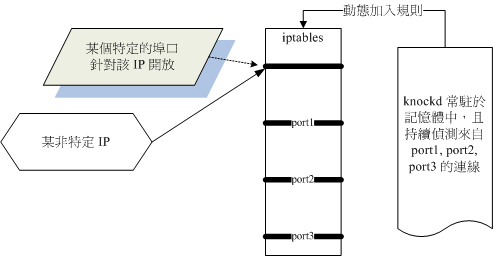 動態加入規則
某個特定的埠口
針對該 IP 開放
iptables
某非特定 IP
port1
port2
port3
knockd 常駐於
記憶體中，且
持續偵測來自
port1, port2,
port3 的連線